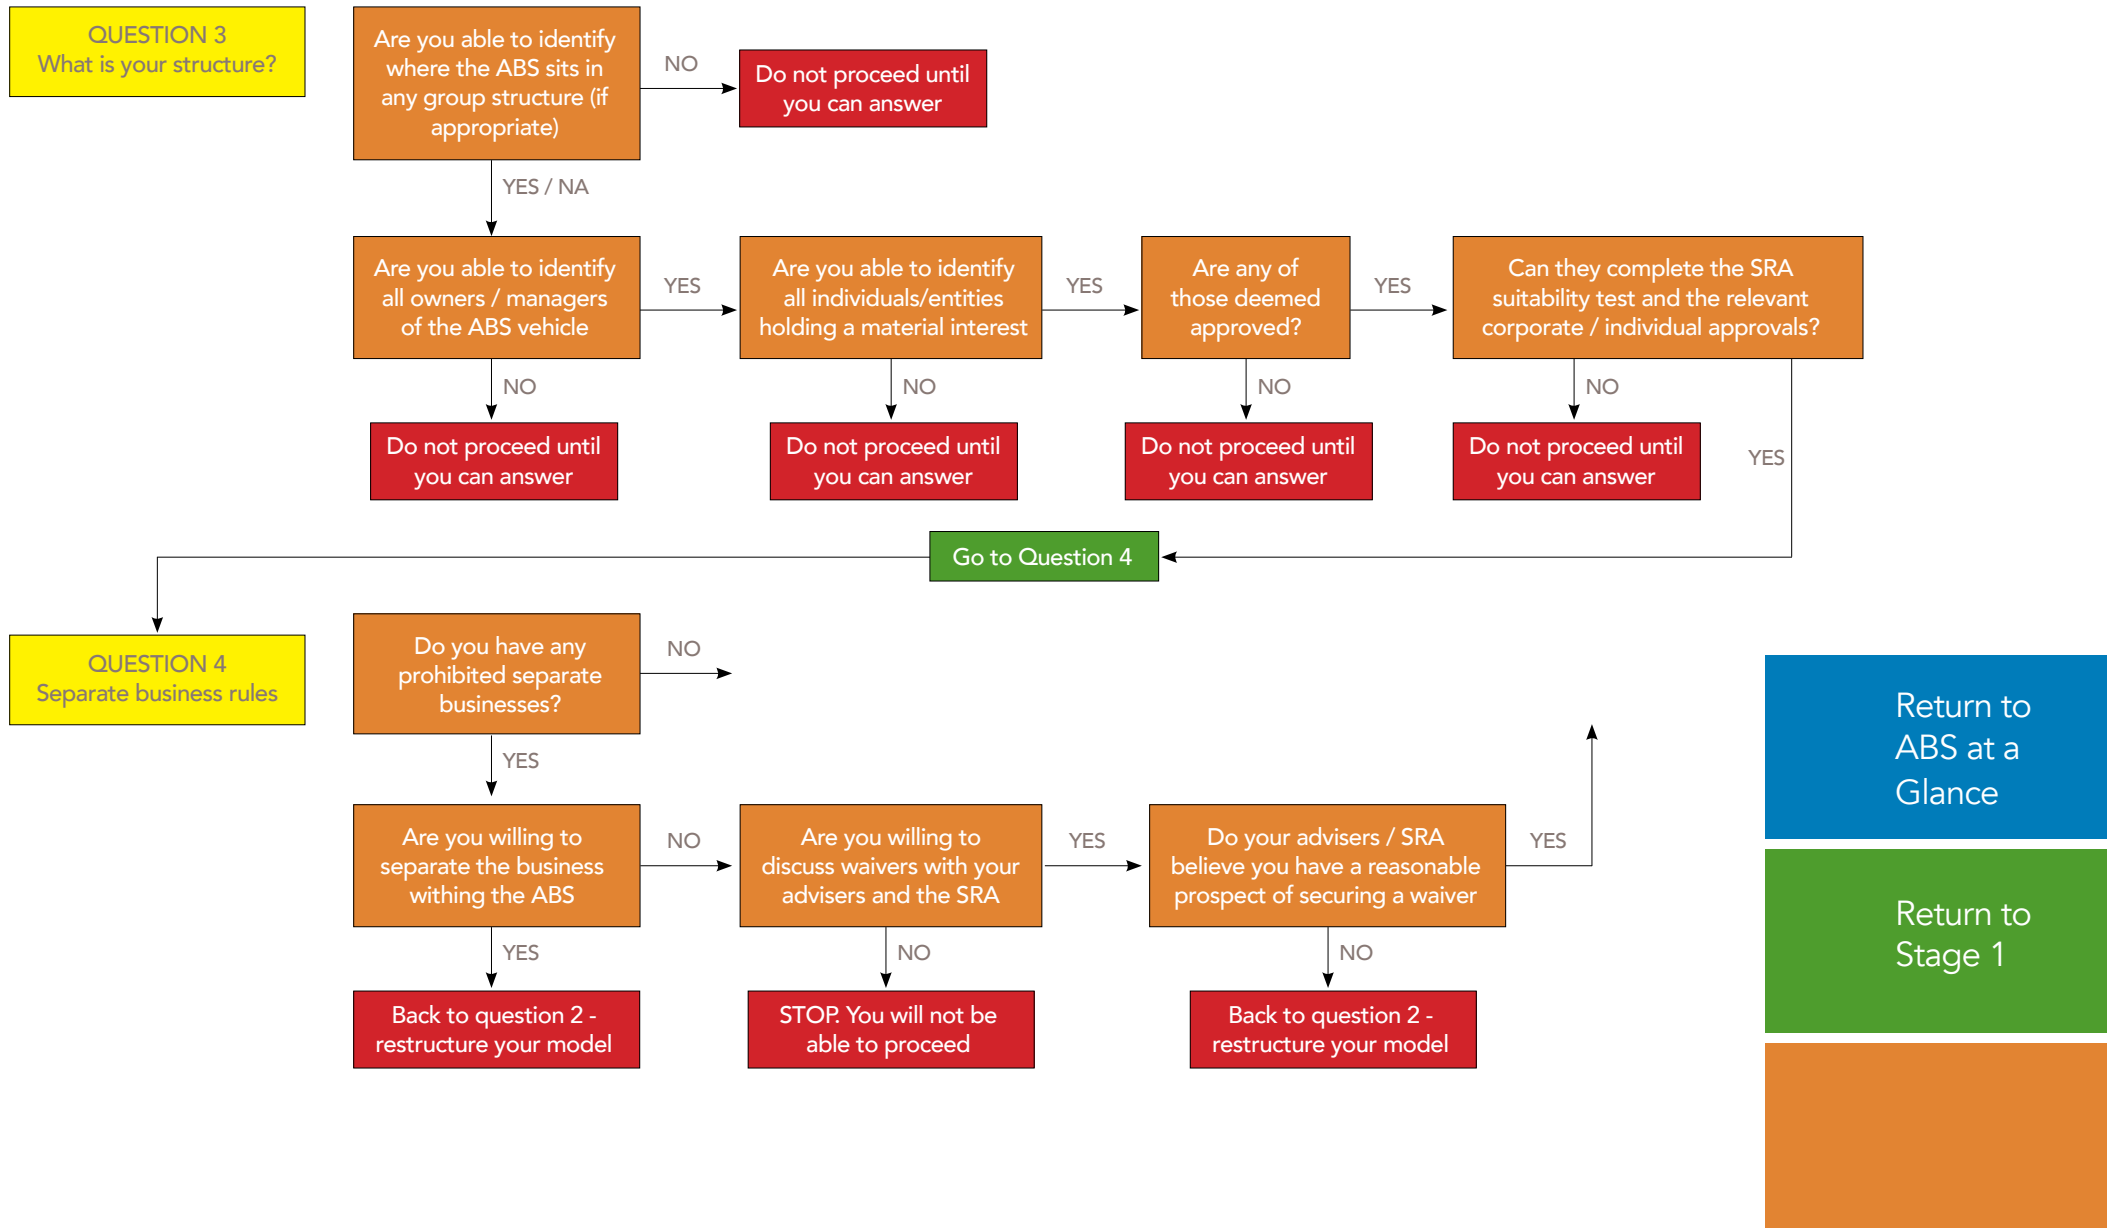 QUESTION 3
What is your structure?
Are you able to identify
where the ABS sits in
any group structure (if
appropriate)
NO
Do not proceed until
you can answer
YES / NA
Are you able to identify
all owners / managers
of the ABS vehicle
YES
Are you able to identify
all individuals/entities
holding a material interest
YES
Are any of
those deemed
approved?
YES
Can they complete the SRA
suitability test and the relevant
corporate / individual approvals?
NO
NO
NO
NO
Do not proceed until
you can answer
Do not proceed until
you can answer
Do not proceed until
you can answer
Do not proceed until
you can answer
YES
Go to Question 4
QUESTION 4
Separate business rules
Do you have any
prohibited separate
businesses?
NO
YES
Are you willing to
separate the business
withing the ABS
NO
Are you willing to
discuss waivers with your
advisers and the SRA
YES
Do your advisers / SRA
believe you have a reasonable
prospect of securing a waiver
YES
YES
NO
NO
Back to question 2 -
restructure your model
STOP. You will not be
able to proceed
Back to question 2 -
restructure your model
Return to
ABS at a
Glance
Return to
Stage 1